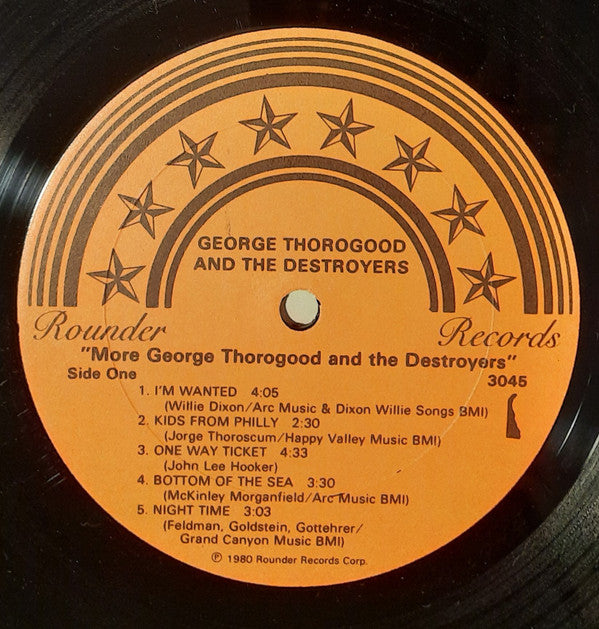 GEORGE THOROGOOD
AND THE DESTROYERS
Rounder Records
"More George Thorogood and the Destroyers"
Side One 3045
1. I'M WANTED 4:05
(Willie Dixon/Arc Music & Dixon Willie Songs BMI)
2. KIDS FROM PHILLY 2:30
(Jorge Thoroscum/Happy Valley Music BMI)
3. ONE WAY TICKET 4:33
(John Lee Hooker)
4. BOTTOM OF THE SEA 3:30
(McKinley Morganfield/Arc Music BMI)
5. NIGHT TIME 3:03
(Feldman, Goldstein, Gottehrer/
Grand Canyon Music BMI)
℗ 1980 Rounder Records Corp.